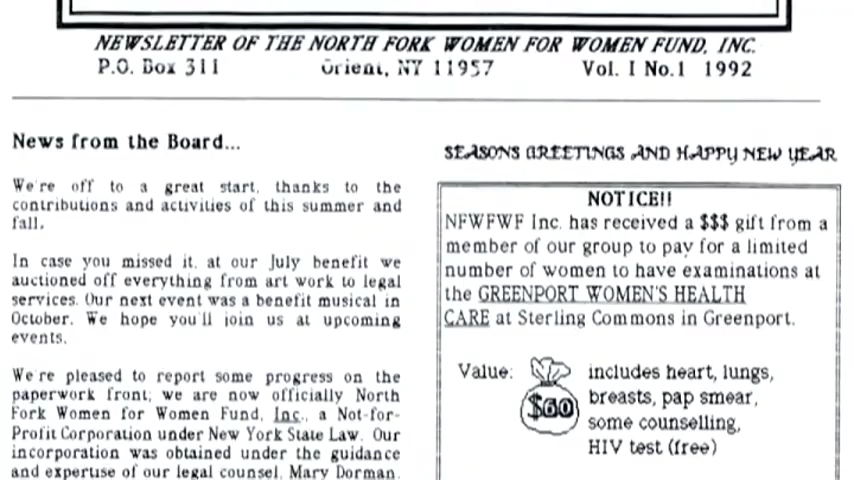 NEWSLETTER OF THE NORTH FORK WOMEN FOR WOMEN FUND, INC.
P.O. Box 311 Orient, NY 11957 Vol. I No.1 1992
News from the Board...
We're off to a great start, thanks to the
contributions and activities of this summer and
fall.
In case you missed it, at our July benefit we
auctioned off everything from art work to legal
services. Our next event was a benefit musical in
October. We hope you'll join us at upcoming
events.
We're pleased to report some progress on the
paperwork front; we are now officially North
Fork Women for Women Fund, Inc., a Not-for-
Profit Corporation under New York State Law. Our
incorporation was obtained under the guidance
and expertise of our legal counsel, Mary Dorman.
SEASONS GREETINGS AND HAPPY NEW YEAR
NOTICE!!
NFWFWF Inc. has received a $$$ gift from a
member of our group to pay for a limited
number of women to have examinations at
the GREENPORT WOMEN'S HEALTH
CARE at Sterling Commons in Greenport.
Value: $60 includes heart, lungs,
breasts, pap smear,
some counselling,
HIV test (free)